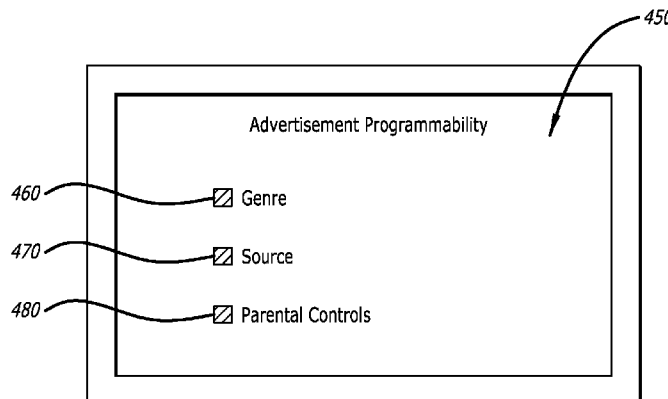 450
Advertisement Programmability
460 Genre
470 Source
480 Parental Controls